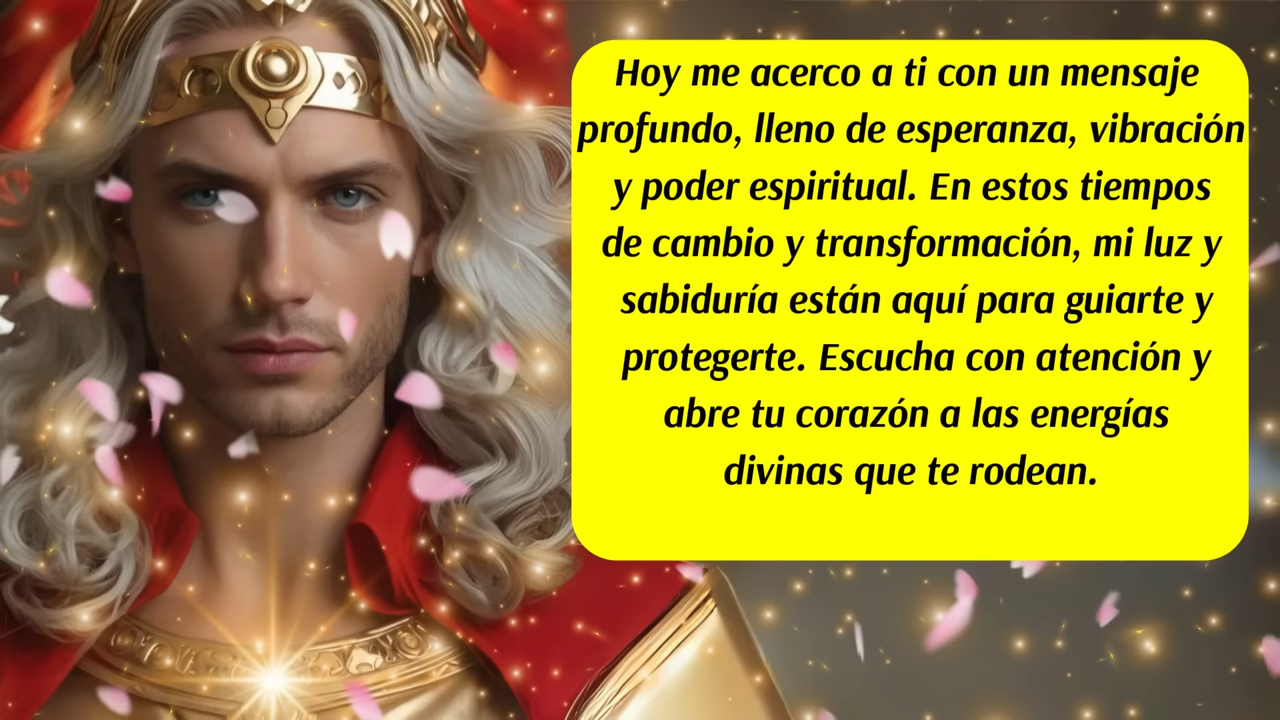 Hoy me acerco a ti con un mensaje
profundo, lleno de esperanza, vibración
y poder espiritual. En estos tiempos
de cambio y transformación, mi luz y
sabiduría están aquí para guiarte y
protegerte. Escucha con atención y
abre tu corazón a las energías
divinas que te rodean.